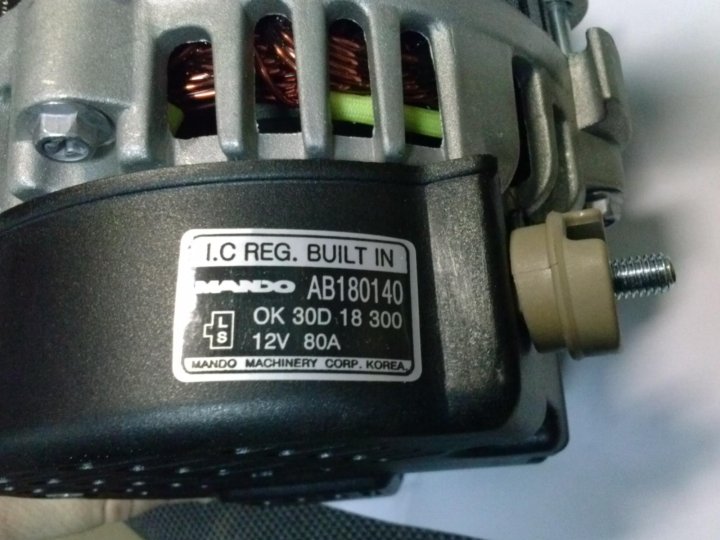 I.C REG. BUILT IN
MANDO AB180140
OK 30D 18 300
L
S
12V 80A
MANDO MACHINERY CORP. KOREA.